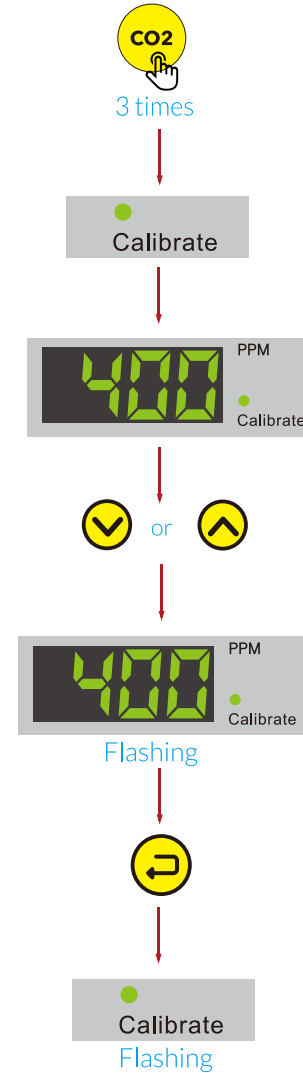 CO2
3 times
Calibrate
400
PPM
Calibrate
or
400
PPM
Calibrate
Flashing
Calibrate
Flashing